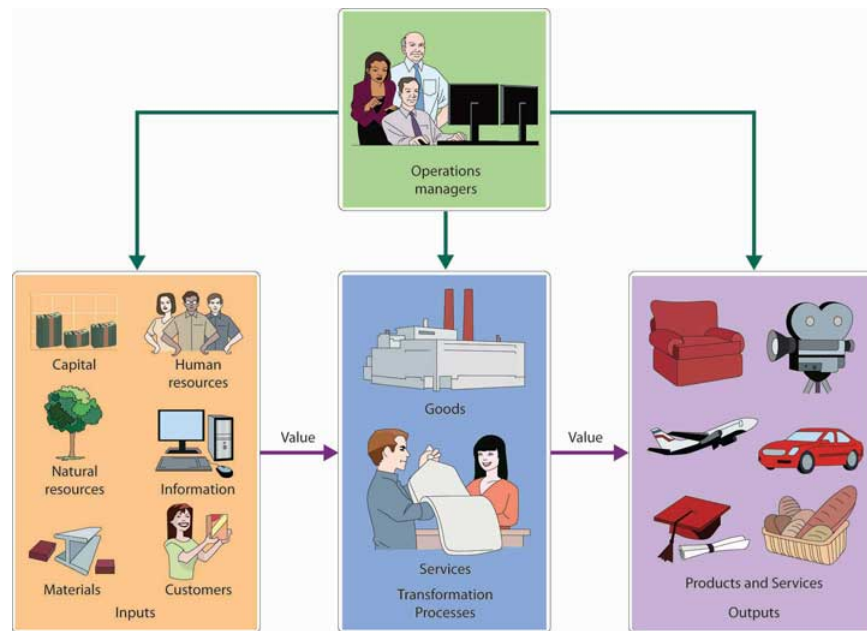 Operations
managers
Capital
Human
resources
Natural
resources
Information
Materials
Customers
Inputs
Value
Goods
Services
Transformation
Processes
Value
Products and Services
Outputs